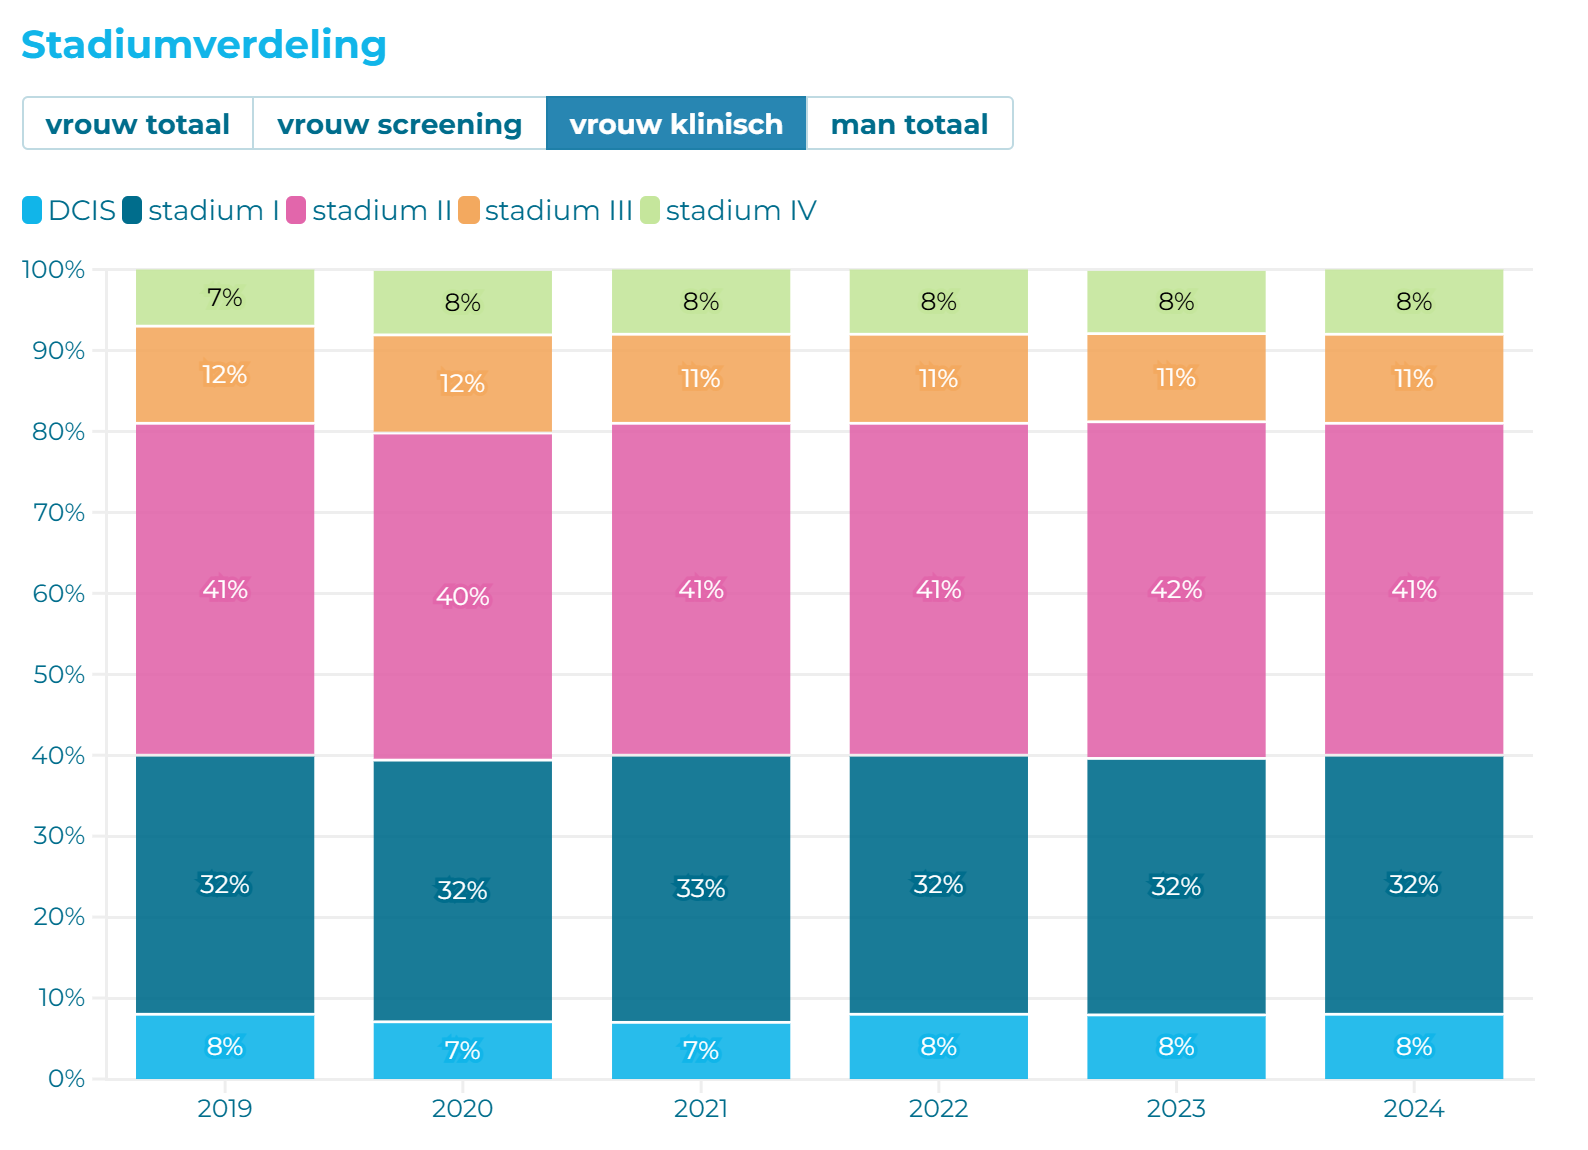 Stadiumverdeling
vrouw totaal vrouw screening vrouw klinisch man totaal
DCIS stadium I stadium II stadium III stadium IV
100%
7% 8% 8% 8% 8% 8%
90%
12% 12% 11% 11% 11% 11%
80%
70%
60%
41% 40% 41% 41% 42% 41%
50%
40%
30%
32% 32% 33% 32% 32% 32%
20%
10%
8% 7% 7% 8% 8% 8%
0%
2019 2020 2021 2022 2023 2024